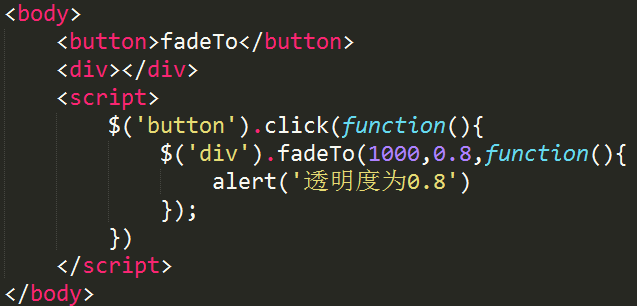 <body>
    <button>fadeTo</button>
    <div></div>
    <script>
        $('button').click(function(){
            $('div').fadeTo(1000,0.8,function(){
                alert('透明度为0.8')
            });
        })
    </script>
</body>